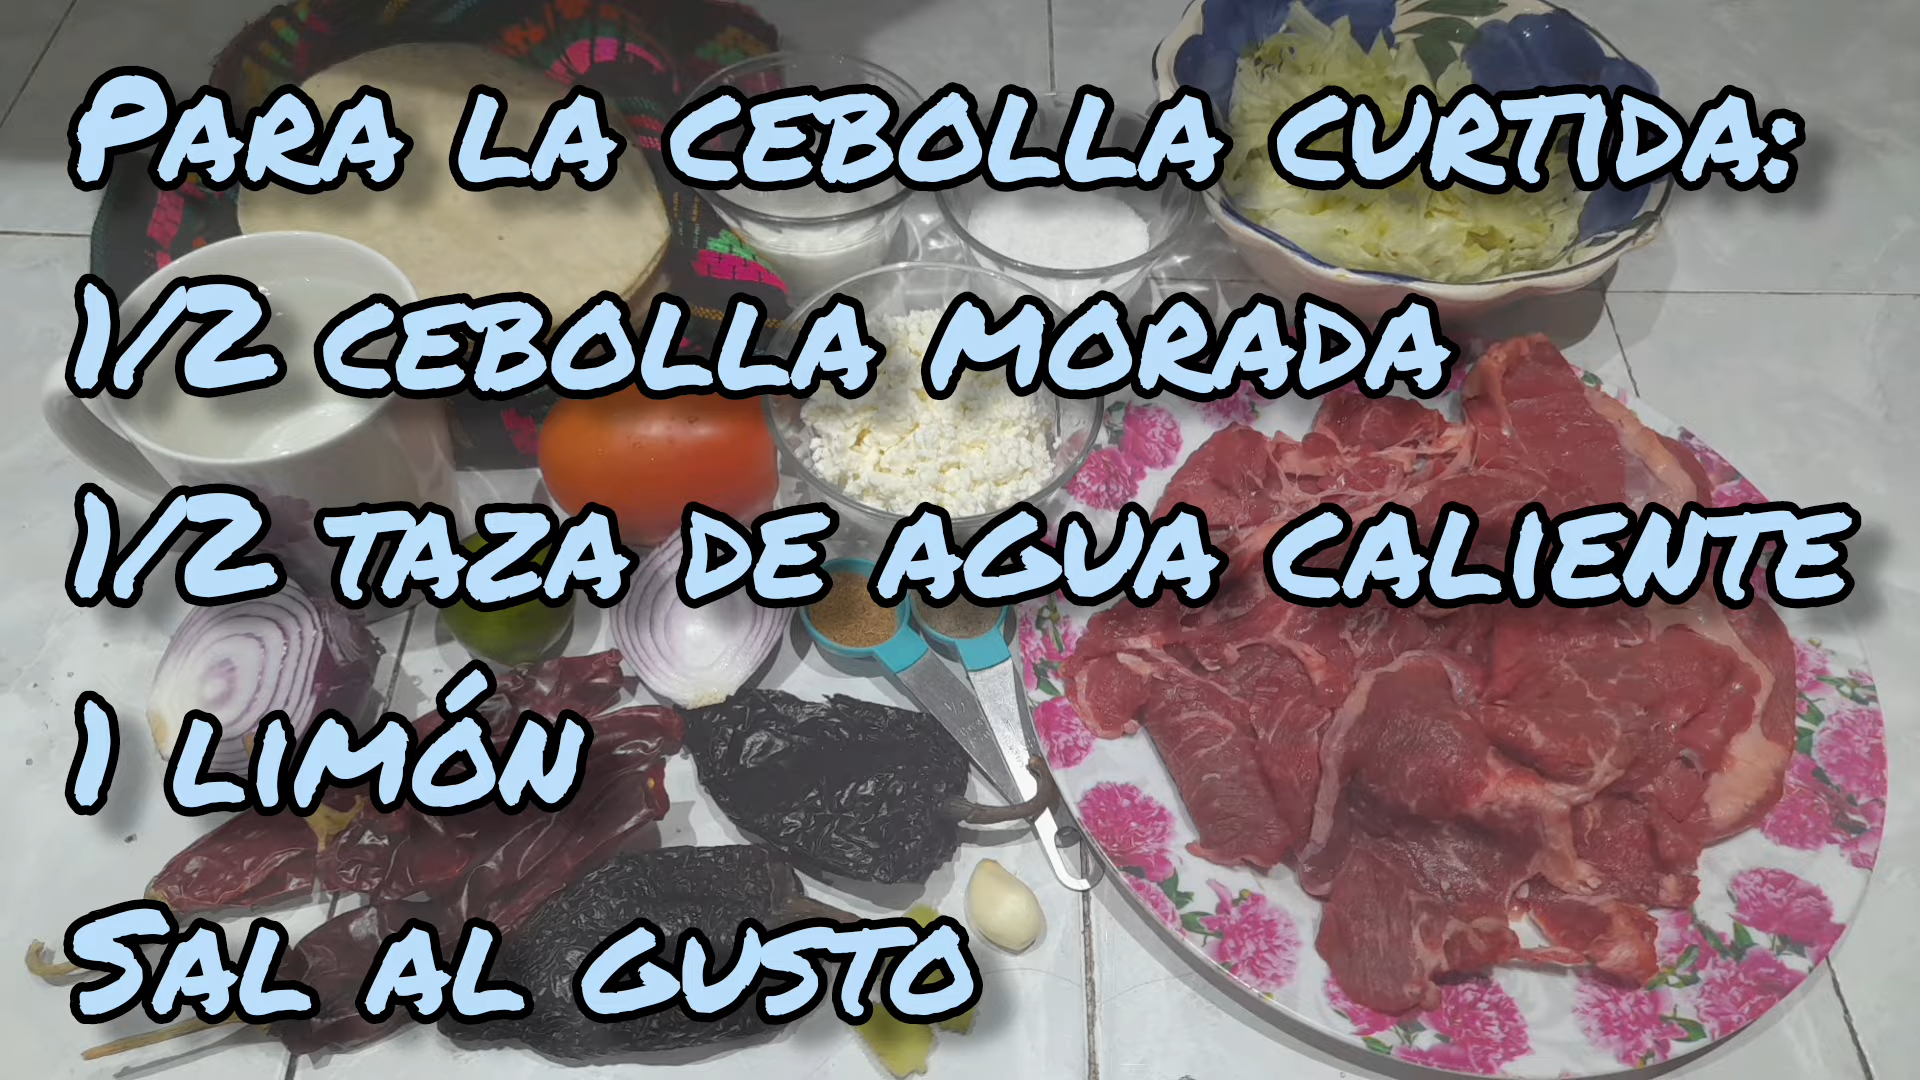 Para la cebolla curtida:
1/2 cebolla morada
1/2 taza de agua caliente
1 limón
Sal al gusto